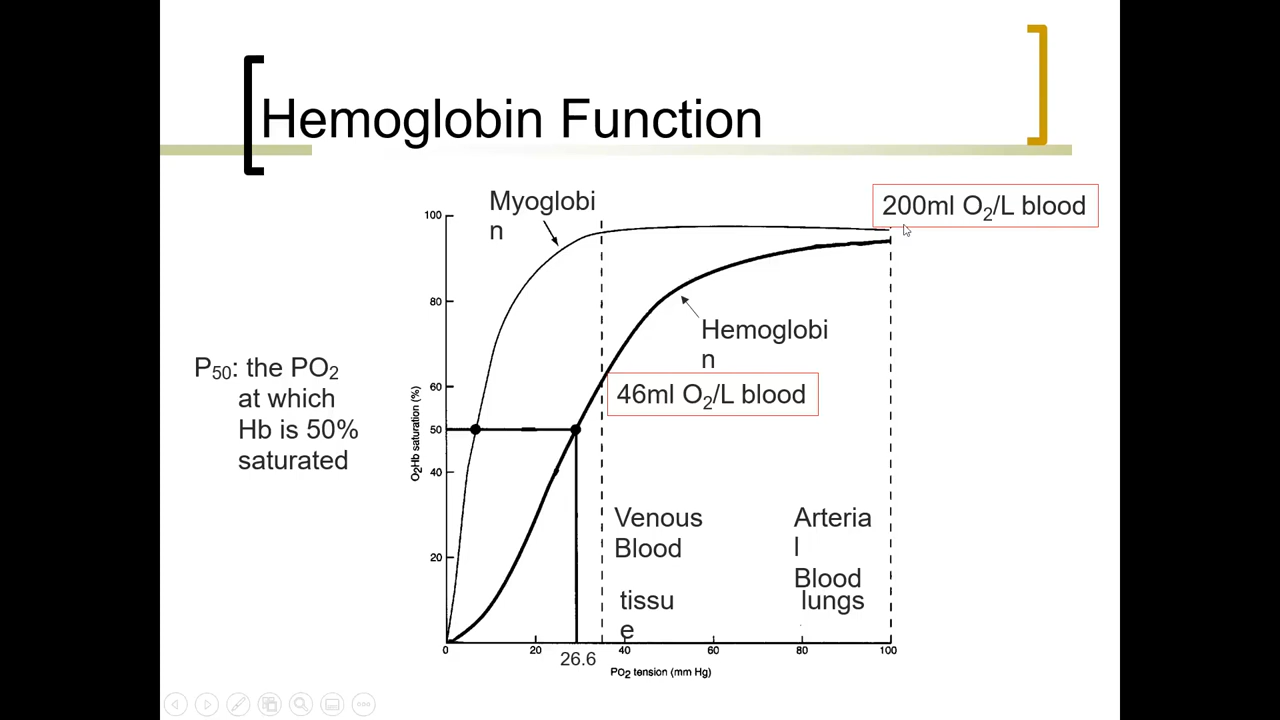 Hemoglobin Function
Myoglobi
n
200ml O₂/L blood
Hemoglobi
n
46ml O₂/L blood
P₅₀: the PO₂
at which
Hb is 50%
saturated
O₂Hb saturation (%)
100
80
60
50
40
20
Venous
Blood
tissu
e
Arteria
l
Blood
lungs
0
20
26.6
40
60
80
100
PO₂ tension (mm Hg)